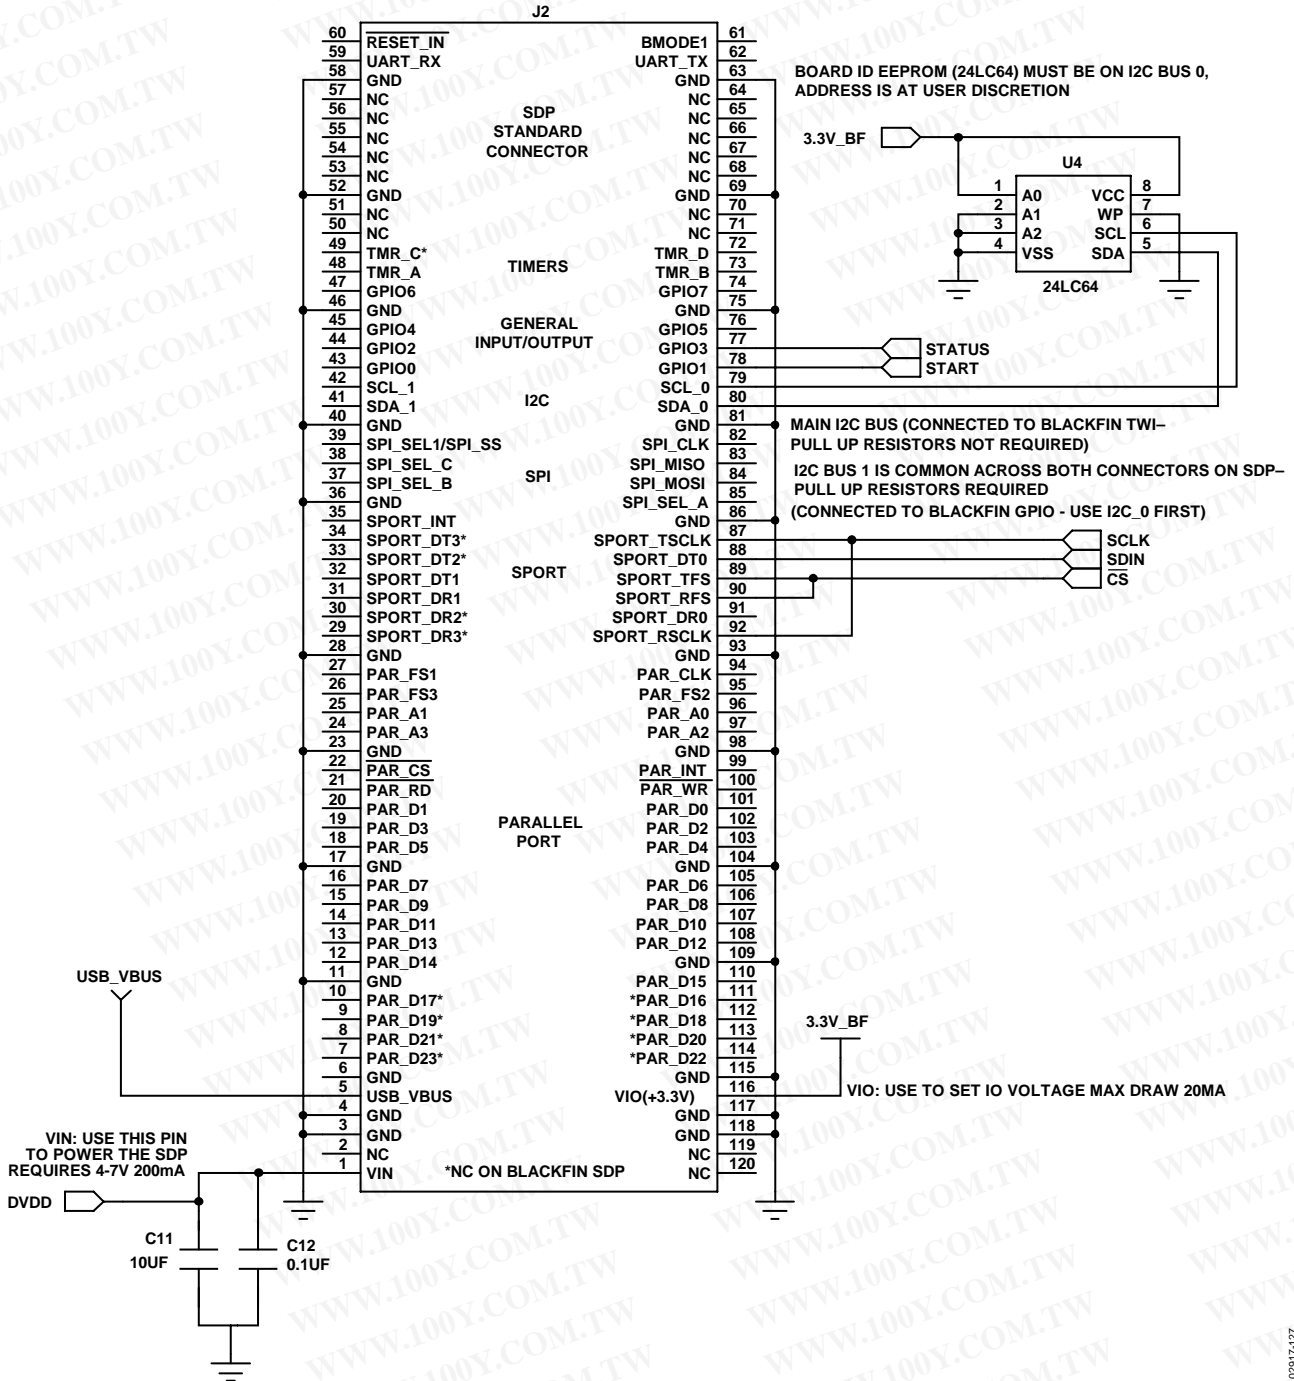 J2
60 RESET_IN BMODE1 61
59 UART_RX UART_TX 62
58 GND GND 63
57 NC NC 64
56 NC NC 65
55 NC NC 66
54 NC NC 67
53 NC NC 68
52 GND GND 69
51 NC NC 70
50 NC NC 71
49 TMR_C* TMR_D 72
48 TMR_A TMR_B 73
47 GPIO6 GPIO7 74
46 GND GND 75
45 GPIO4 GPIO5 76
44 GPIO2 GPIO3 77
43 GPIO0 GPIO1 78
42 SCL_1 SCL_0 79
41 SDA_1 SDA_0 80
40 GND GND 81
39 SPI_SEL1/SPI_SS SPI_CLK 82
38 SPI_SEL_C SPI_MISO 83
37 SPI_SEL_B SPI_MOSI 84
36 GND SPI_SEL_A 85
35 SPORT_INT GND 86
34 SPORT_DT3* SPORT_TSCLK 87
33 SPORT_DT2* SPORT_DT0 88
32 SPORT_DT1 SPORT_TFS 89
31 SPORT_DR1 SPORT_RFS 90
30 SPORT_DR2* SPORT_DR0 91
29 SPORT_DR3* SPORT_RSCLK 92
28 GND GND 93
27 PAR_FS1 PAR_CLK 94
26 PAR_FS3 PAR_FS2 95
25 PAR_A1 PAR_A0 96
24 PAR_A3 PAR_A2 97
23 GND GND 98
22 PAR_CS PAR_INT 99
21 PAR_RD PAR_WR 100
20 PAR_D1 PAR_D0 101
19 PAR_D3 PAR_D2 102
18 PAR_D5 PAR_D4 103
17 GND GND 104
16 PAR_D7 PAR_D6 105
15 PAR_D9 PAR_D8 106
14 PAR_D11 PAR_D10 107
13 PAR_D13 PAR_D12 108
12 PAR_D14 GND 109
11 GND PAR_D15 110
10 PAR_D17* *PAR_D16 111
9 PAR_D19* *PAR_D18 112
8 PAR_D21* *PAR_D20 113
7 PAR_D23* *PAR_D22 114
6 GND GND 115
5 USB_VBUS VIO(+3.3V) 116
4 GND GND 117
3 GND GND 118
2 NC NC 119
1 VIN *NC ON BLACKFIN SDP NC 120
SDP
STANDARD
CONNECTOR
TIMERS
GENERAL
INPUT/OUTPUT
I2C
SPI
SPORT
PARALLEL
PORT
BOARD ID EEPROM (24LC64) MUST BE ON I2C BUS 0,
ADDRESS IS AT USER DISCRETION
3.3V_BF
U4
1 A0 VCC 8
2 A1 WP 7
3 A2 SCL 6
4 VSS SDA 5
24LC64
STATUS
START
MAIN I2C BUS (CONNECTED TO BLACKFIN TWI–
PULL UP RESISTORS NOT REQUIRED)
I2C BUS 1 IS COMMON ACROSS BOTH CONNECTORS ON SDP–
PULL UP RESISTORS REQUIRED
(CONNECTED TO BLACKFIN GPIO - USE I2C_0 FIRST)
SCLK
SDIN
CS
USB_VBUS
3.3V_BF
VIO: USE TO SET IO VOLTAGE MAX DRAW 20MA
VIN: USE THIS PIN
TO POWER THE SDP
REQUIRES 4-7V 200mA
DVDD
C11
10UF
C12
0.1UF
02917-127
WWW.100Y.COM.TW